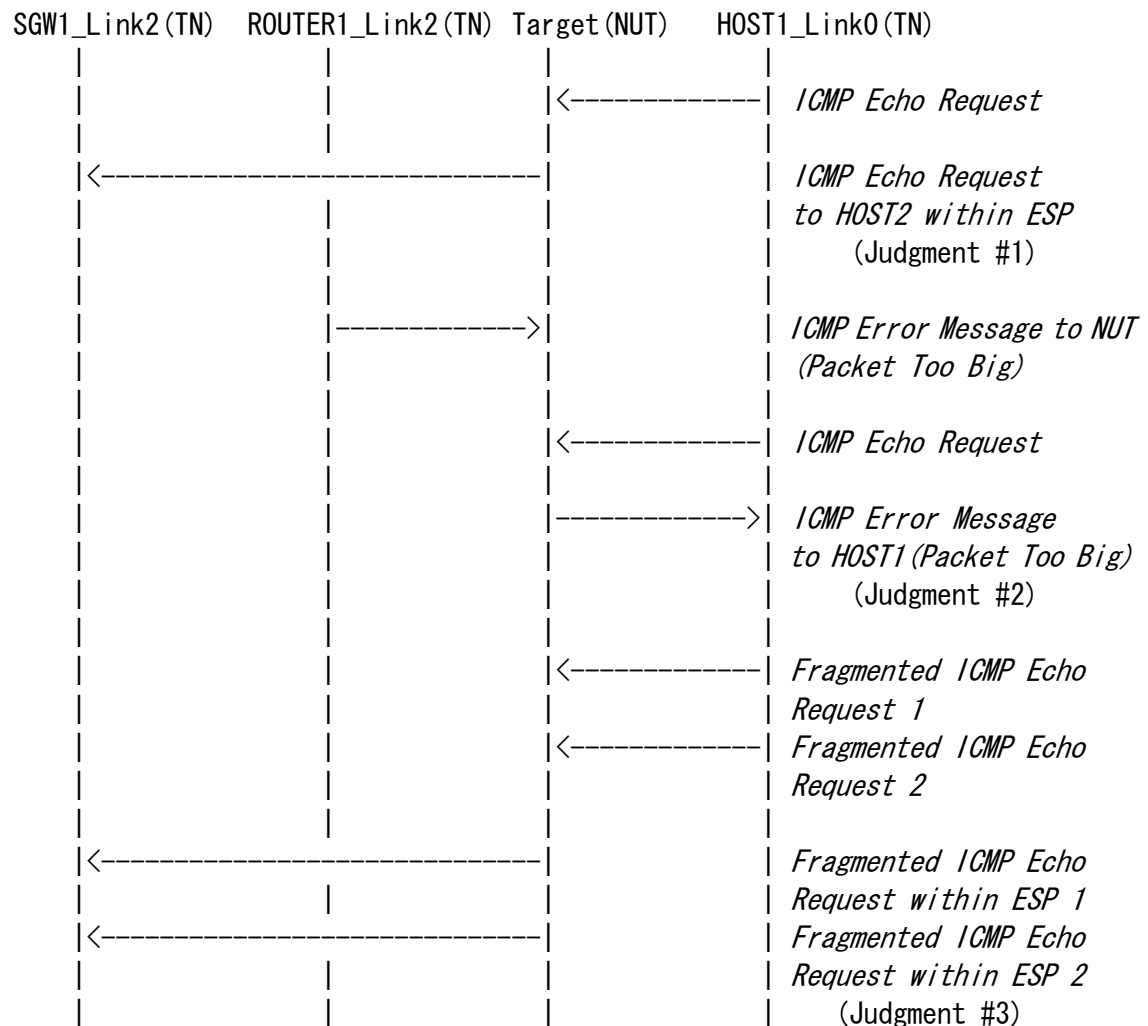 SGW1_Link2(TN) ROUTER1_Link2(TN) Target(NUT) HOST1_Link0(TN)
ICMP Echo Request
ICMP Echo Request
to HOST2 within ESP
(Judgment #1)
ICMP Error Message to NUT
(Packet Too Big)
ICMP Echo Request
ICMP Error Message
to HOST1(Packet Too Big)
(Judgment #2)
Fragmented ICMP Echo
Request 1
Fragmented ICMP Echo
Request 2
Fragmented ICMP Echo
Request within ESP 1
Fragmented ICMP Echo
Request within ESP 2
(Judgment #3)